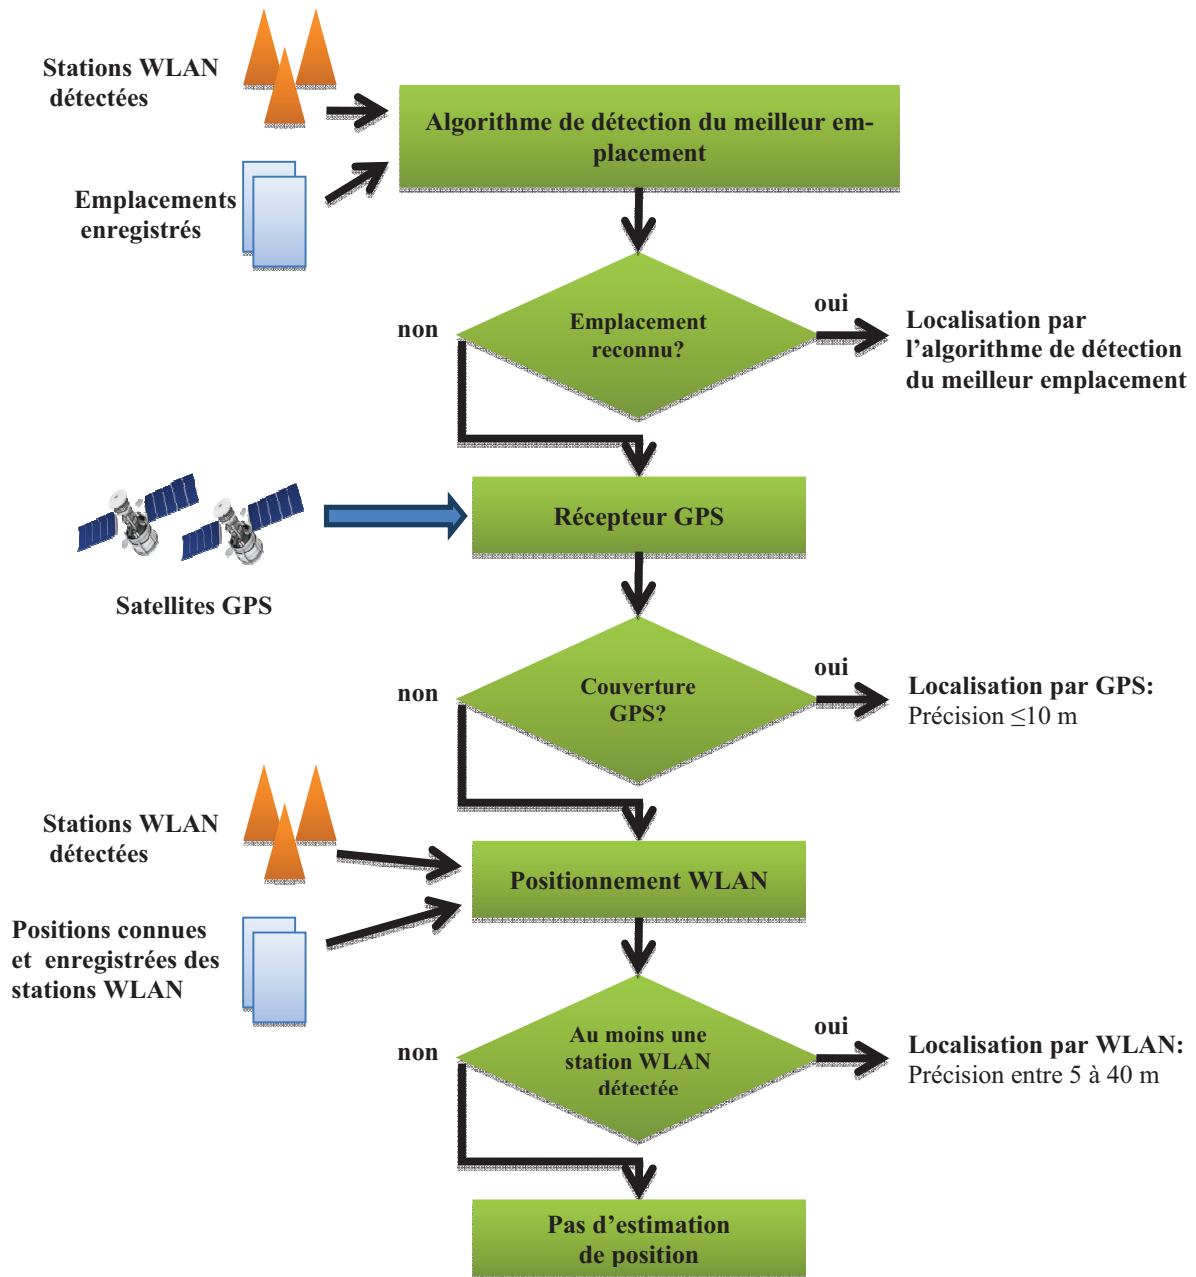 Stations WLAN
détectées
Algorithme de détection du meilleur em-
placement
Emplacements
enregistrés
non
Emplacement
reconnu?
oui
Localisation par
l’algorithme de détection
du meilleur emplacement
Récepteur GPS
Satellites GPS
non
Couverture
GPS?
oui
Localisation par GPS:
Précision ≤10 m
Stations WLAN
détectées
Positionnement WLAN
Positions connues
et enregistrées des
stations WLAN
non
Au moins une
station WLAN
détectée
oui
Localisation par WLAN:
Précision entre 5 à 40 m
Pas d’estimation
de position